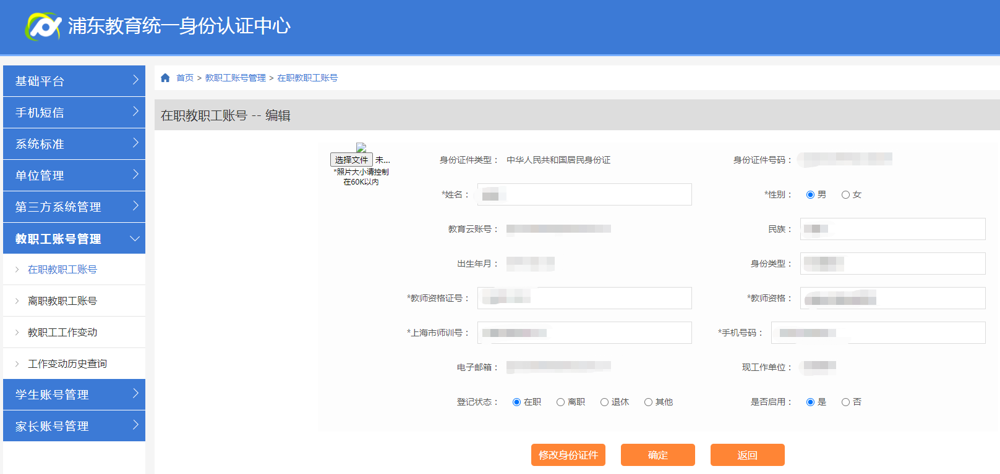 浦东教育统一身份认证中心
基础平台
手机短信
系统标准
单位管理
第三方系统管理
教职工账号管理
在职教职工账号
离职教职工账号
教职工工作变动
工作变动历史查询
学生账号管理
家长账号管理
首页 > 教职工账号管理 > 在职教职工账号
在职教职工账号 -- 编辑
选择文件 未...
*照片大小请控制
在60K以内
身份证件类型： 中华人民共和国居民身份证 身份证件号码：
*姓名： *性别： 男 女
教育云账号： 民族：
出生年月： 身份类型：
*教师资格证号： *教师资格：
*上海市师训号： *手机号码：
电子邮箱： 现工作单位：
登记状态： 在职 离职 退休 其他 是否启用： 是 否
修改身份证件 确定 返回